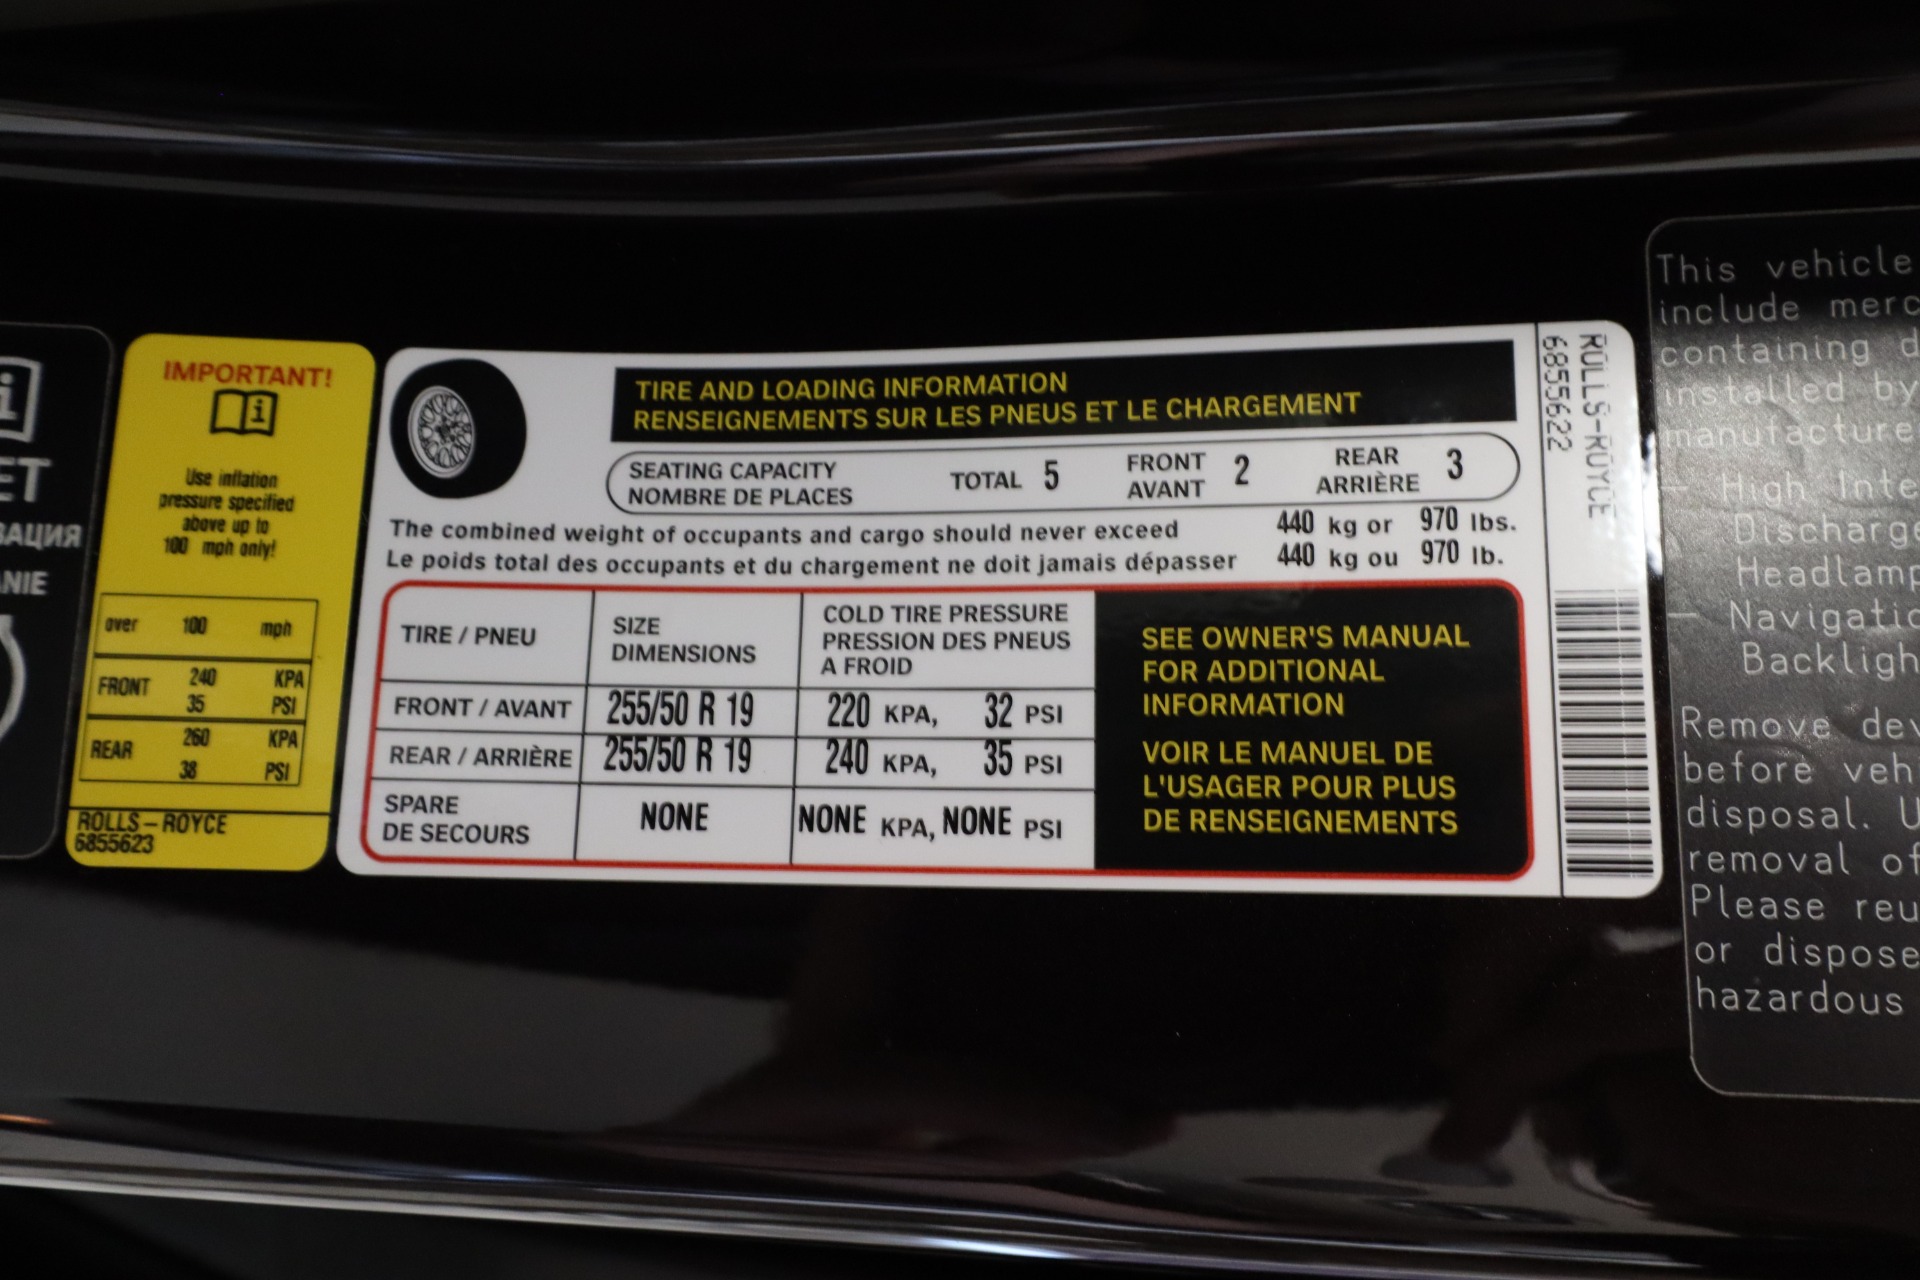 ET
ЗАЦИЯ
ANIE
IMPORTANT!
Use inflation
pressure specified
above up to
100 mph only!
over 100 mph
FRONT 240 KPA
35 PSI
REAR 260 KPA
38 PSI
ROLLS-ROYCE
6855623
TIRE AND LOADING INFORMATION
RENSEIGNEMENTS SUR LES PNEUS ET LE CHARGEMENT
SEATING CAPACITY
NOMBRE DE PLACES
TOTAL 5
FRONT
AVANT 2
REAR
ARRIÈRE 3
The combined weight of occupants and cargo should never exceed 440 kg or 970 lbs.
Le poids total des occupants et du chargement ne doit jamais dépasser 440 kg ou 970 lb.
TIRE / PNEU
SIZE
DIMENSIONS
COLD TIRE PRESSURE
PRESSION DES PNEUS
A FROID
FRONT / AVANT 255/50 R 19 220 KPA, 32 PSI
REAR / ARRIÈRE 255/50 R 19 240 KPA, 35 PSI
SPARE
DE SECOURS
NONE NONE KPA, NONE PSI
SEE OWNER'S MANUAL
FOR ADDITIONAL
INFORMATION
VOIR LE MANUEL DE
L'USAGER POUR PLUS
DE RENSEIGNEMENTS
ROLLS-ROYCE
6855622
This vehicle
include merc
containing d
installed by
manufacture
- High Inte
Discharge
Headlamp
- Navigatio
Backligh
Remove dev
before veh
disposal. U
removal of
Please reu
or dispose
hazardous